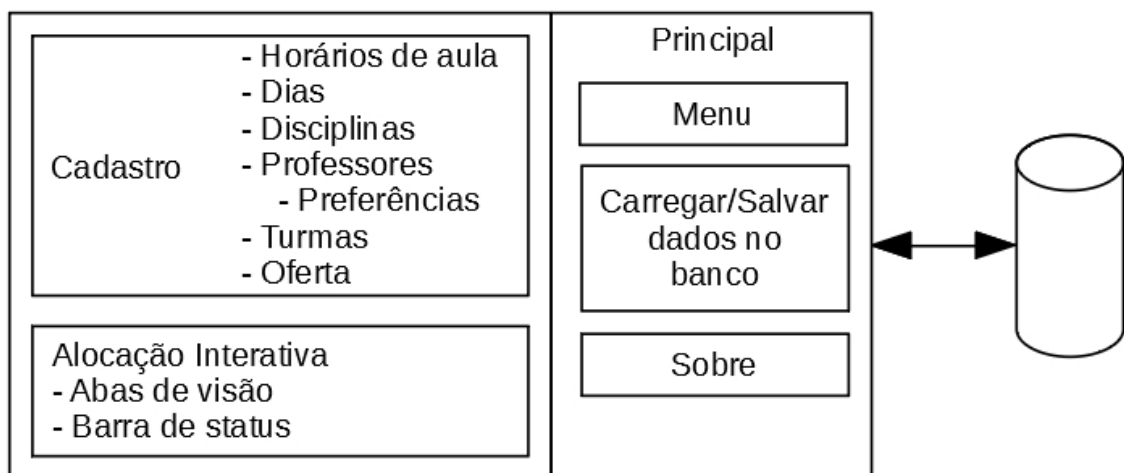 Cadastro
- Horários de aula
- Dias
- Disciplinas
- Professores
- Preferências
- Turmas
- Oferta
Alocação Interativa
- Abas de visão
- Barra de status
Principal
Menu
Carregar/Salvar
dados no
banco
Sobre